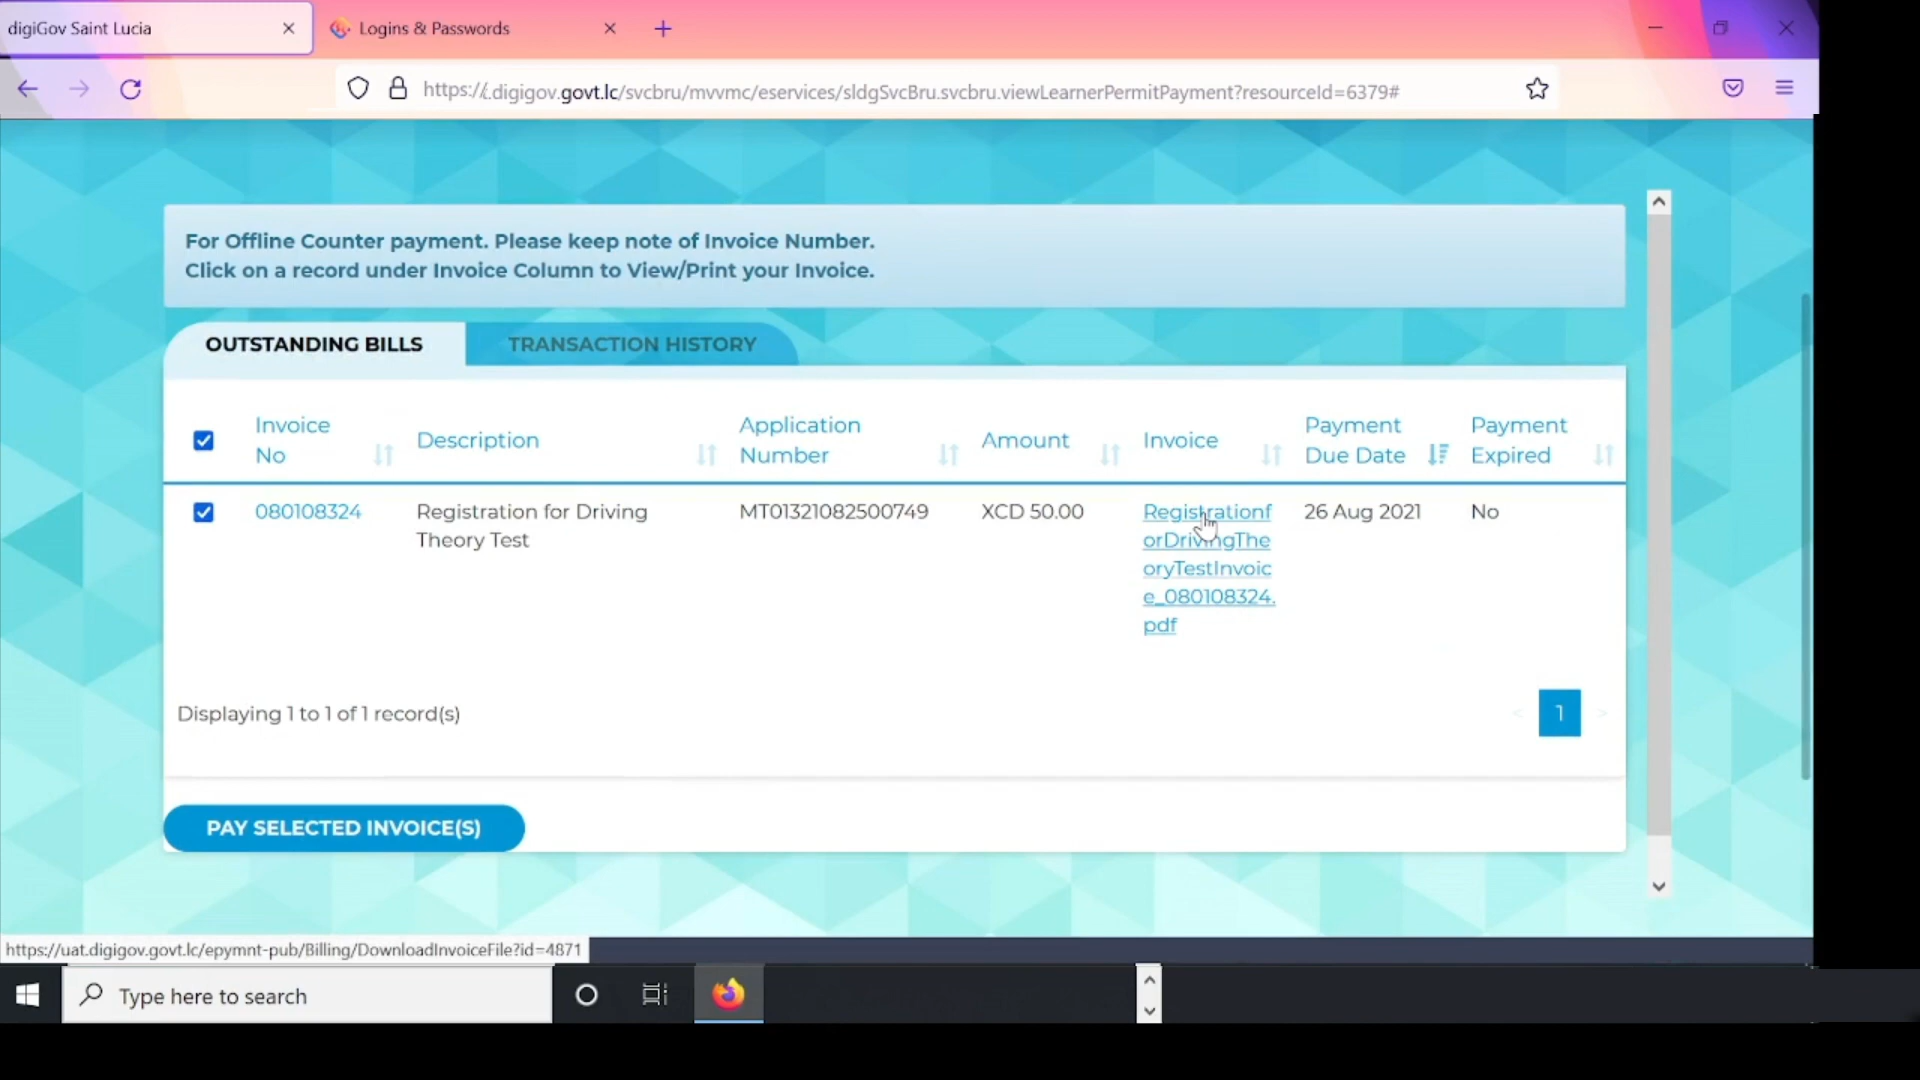 digiGov Saint Lucia
Logins & Passwords
https://.digigov.govt.lc/svcbru/mvvmc/eservices/sldgSvcBru.svcbru.viewLearnerPermitPayment?resourceId=6379#
For Offline Counter payment. Please keep note of Invoice Number.
Click on a record under Invoice Column to View/Print your Invoice.
OUTSTANDING BILLS
TRANSACTION HISTORY
Invoice No
Description
Application Number
Amount
Invoice
Payment Due Date
Payment Expired
080108324
Registration for Driving
Theory Test
MT01321082500749
XCD 50.00
Registrationf
orDrivingThe
oryTestInvoic
e_080108324.
pdf
26 Aug 2021
No
Displaying 1 to 1 of 1 record(s)
< 1 >
PAY SELECTED INVOICE(S)
https://uat.digigov.govt.lc/epymnt-pub/Billing/DownloadInvoiceFile?id=4871
Type here to search